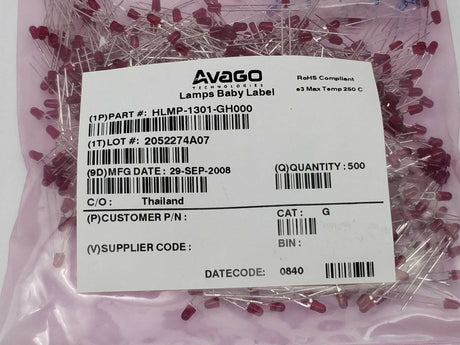 AVAGO
TECHNOLOGIES
Lamps Baby Label
RoHS Compliant
e3 Max Temp 250 C
(1P)PART #: HLMP-1301-GH000
(1T)LOT #: 2052274A07
(9D)MFG DATE: 29-SEP-2008
(Q)QUANTITY: 500
C/O: Thailand
(P)CUSTOMER P/N:
CAT: G
(V)SUPPLIER CODE:
BIN:
DATECODE: 0840